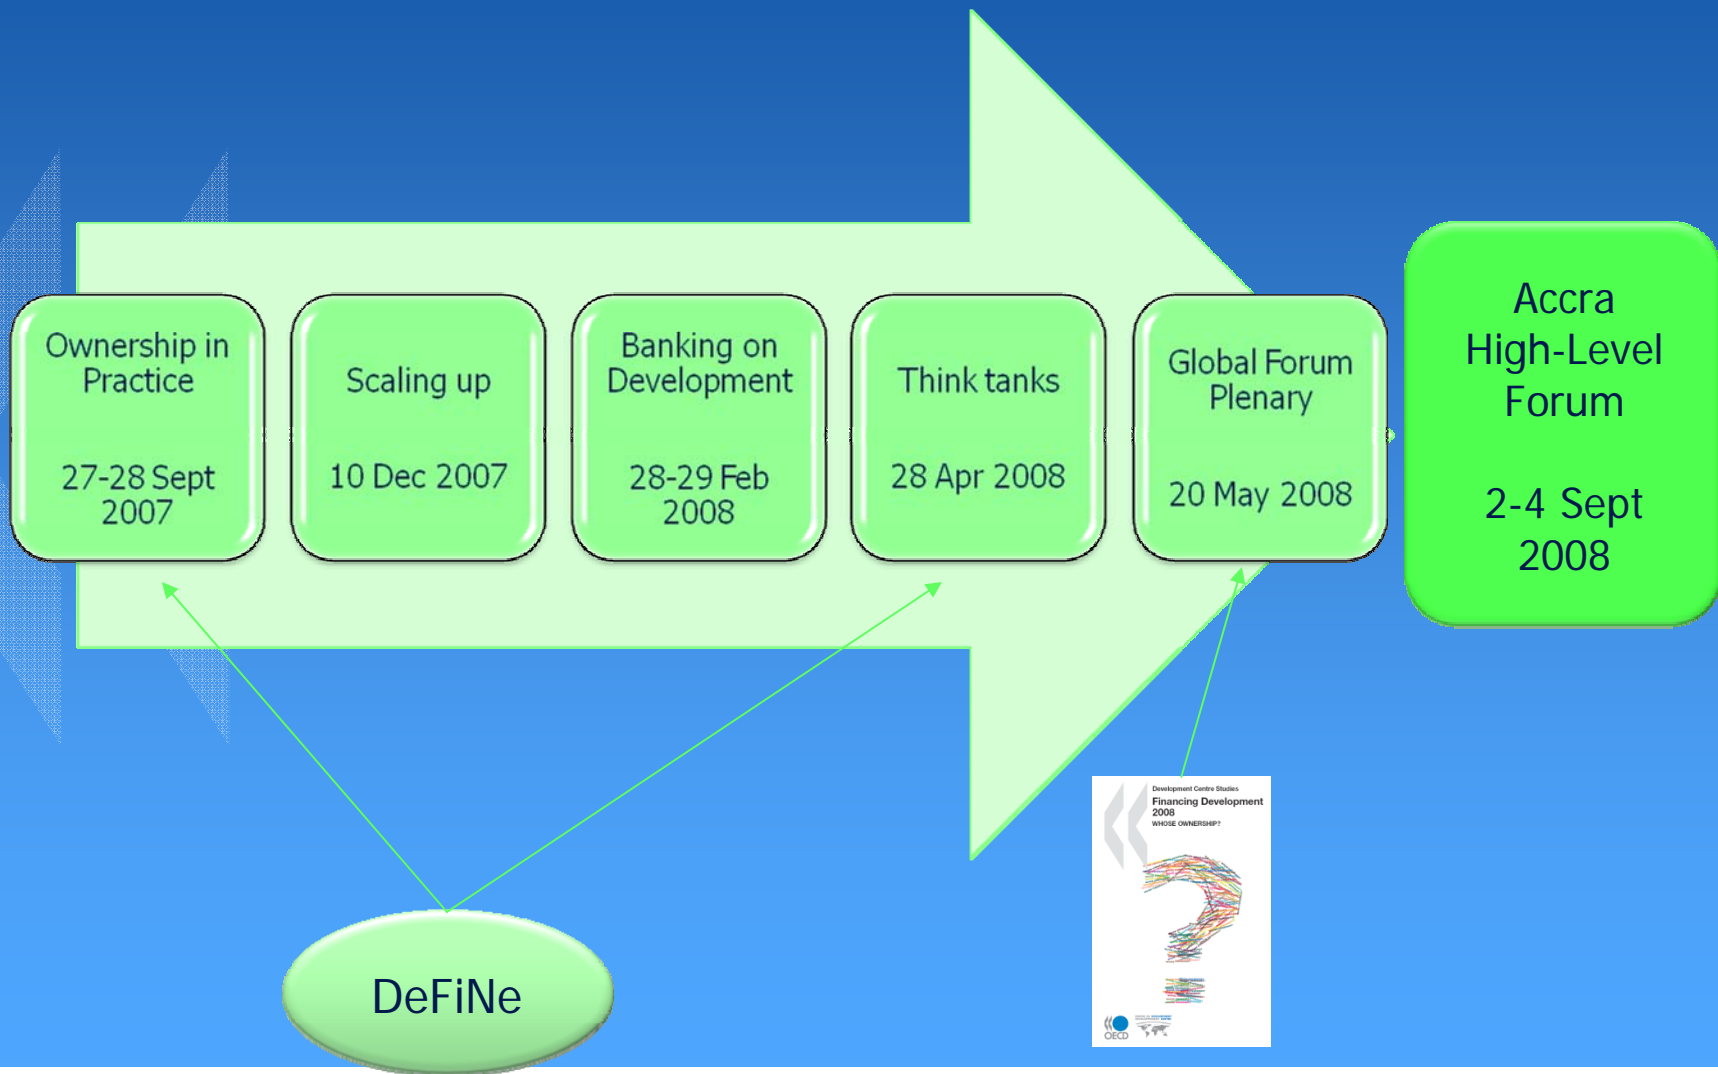 Ownership in
Practice
27-28 Sept
2007
Scaling up
10 Dec 2007
Banking on
Development
28-29 Feb
2008
Think tanks
28 Apr 2008
Global Forum
Plenary
20 May 2008
Accra
High-Level
Forum
2-4 Sept
2008
DeFiNe
Development Centre Studies
Financing Development
2008
WHOSE OWNERSHIP?
OECD